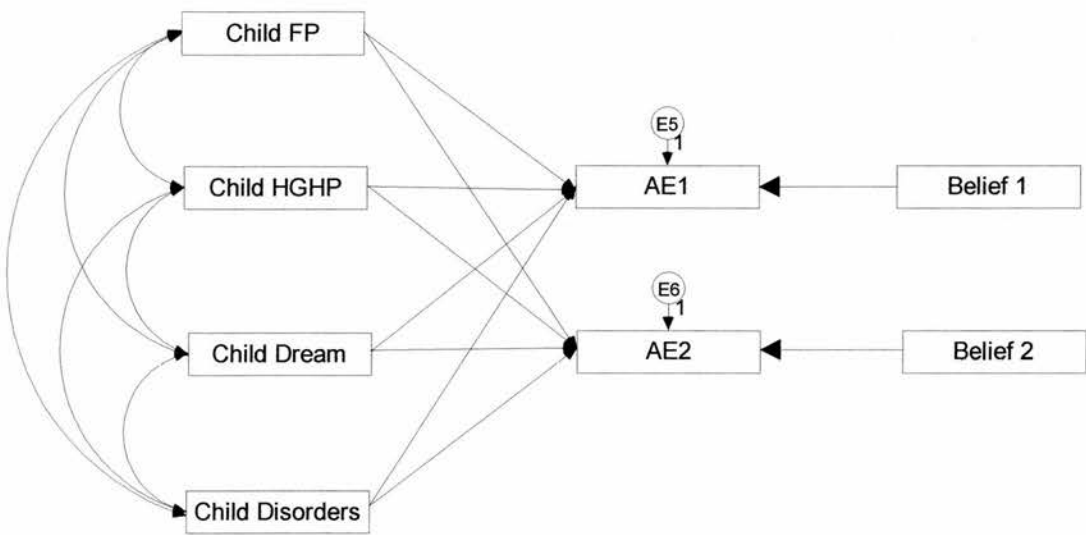 Child FP
E5
1
Child HGHP
AE1
Belief 1
E6
1
Child Dream
AE2
Belief 2
Child Disorders